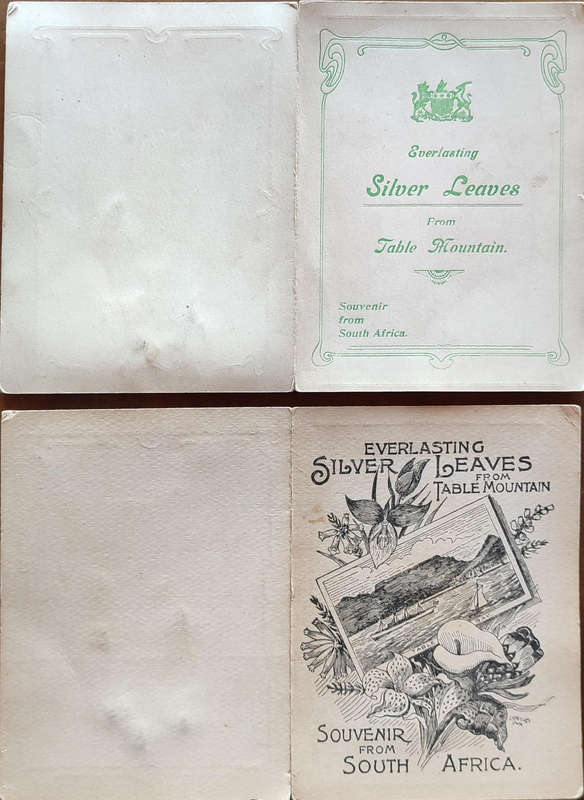 Everlasting
Silver Leaves
From
Table Mountain.
Souvenir
from
South Africa.
EVERLASTING
SILVER LEAVES
FROM
TABLE MOUNTAIN
SOUVENIR
FROM
SOUTH AFRICA.